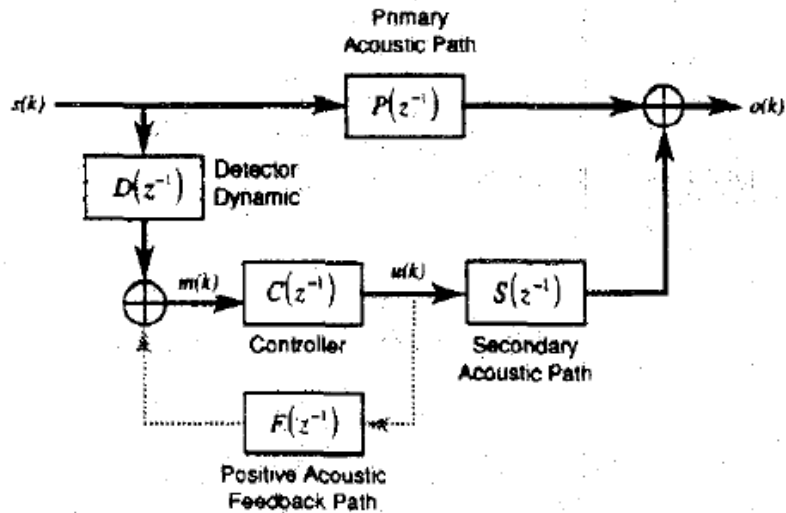 Primary
Acoustic Path
s(k)
P(z⁻¹)
o(k)
D(z⁻¹)
Detector
Dynamic
m(k)
C(z⁻¹)
u(k)
S(z⁻¹)
Controller
Secondary
Acoustic Path
F(z⁻¹)
Positive Acoustic
Feedback Path